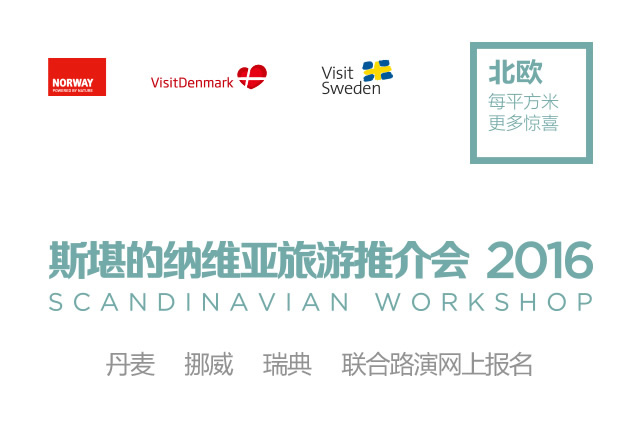 NORWAY
POWERED BY NATURE
VisitDenmark
Visit
Sweden
北欧
每平方米
更多惊喜
斯堪的纳维亚旅游推介会 2016
SCANDINAVIAN WORKSHOP
丹麦 挪威 瑞典 联合路演网上报名